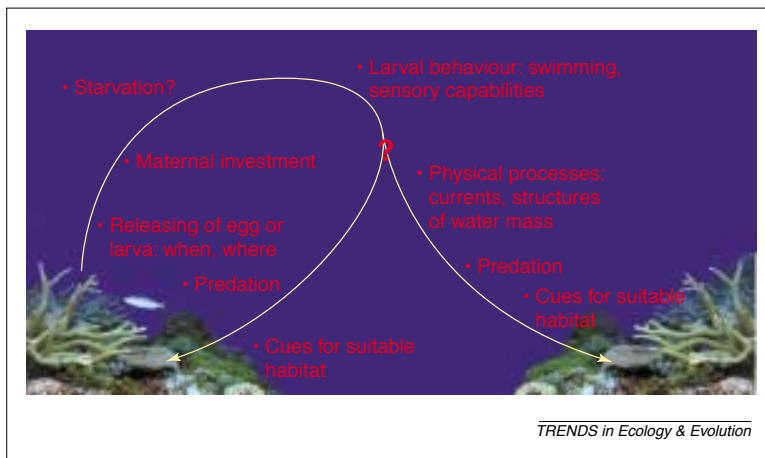 • Starvation?
• Larval behaviour: swimming,
sensory capabilities
• Maternal investment
?
• Physical processes:
currents, structures
of water mass
• Releasing of egg or
larva: when, where
• Predation
• Predation
• Cues for suitable
habitat
• Cues for suitable
habitat
TRENDS in Ecology & Evolution